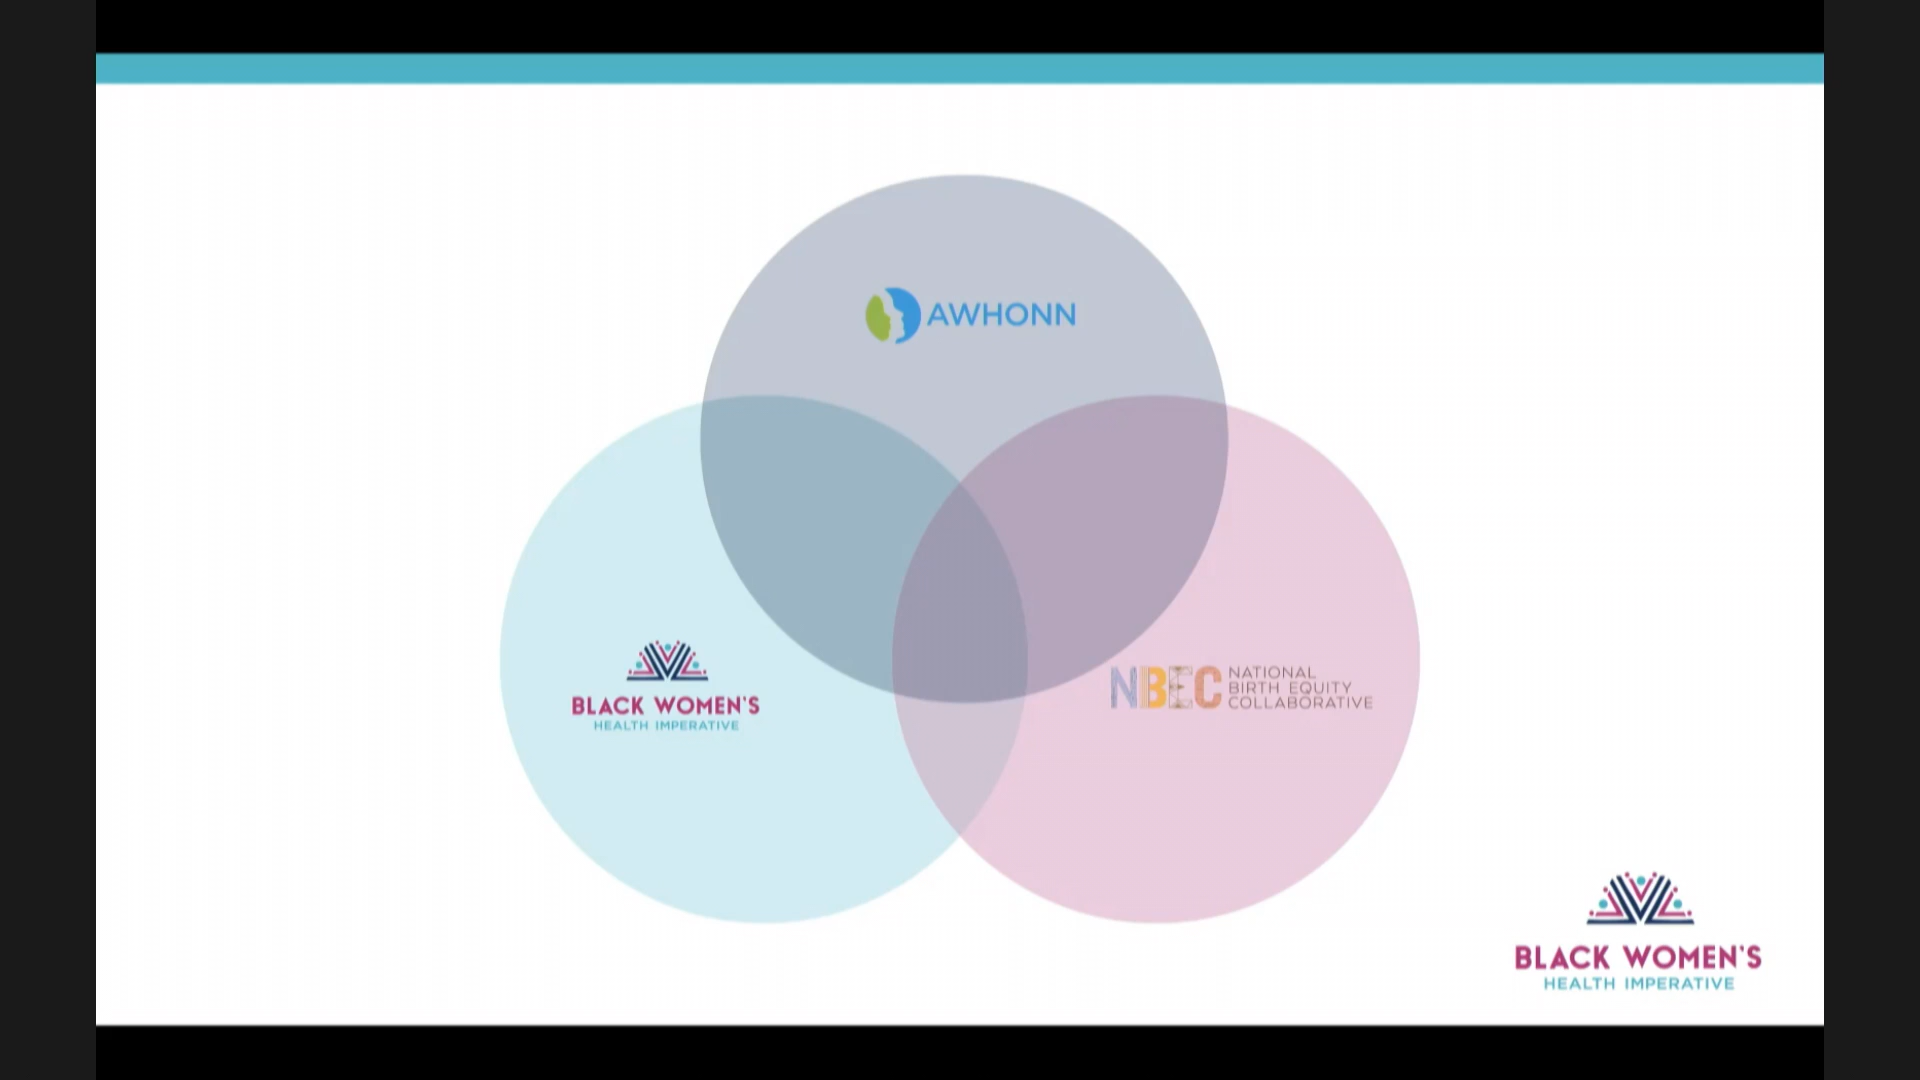 AWHONN
BLACK WOMEN'S
HEALTH IMPERATIVE
NBEC
NATIONAL
BIRTH EQUITY
COLLABORATIVE
BLACK WOMEN'S
HEALTH IMPERATIVE